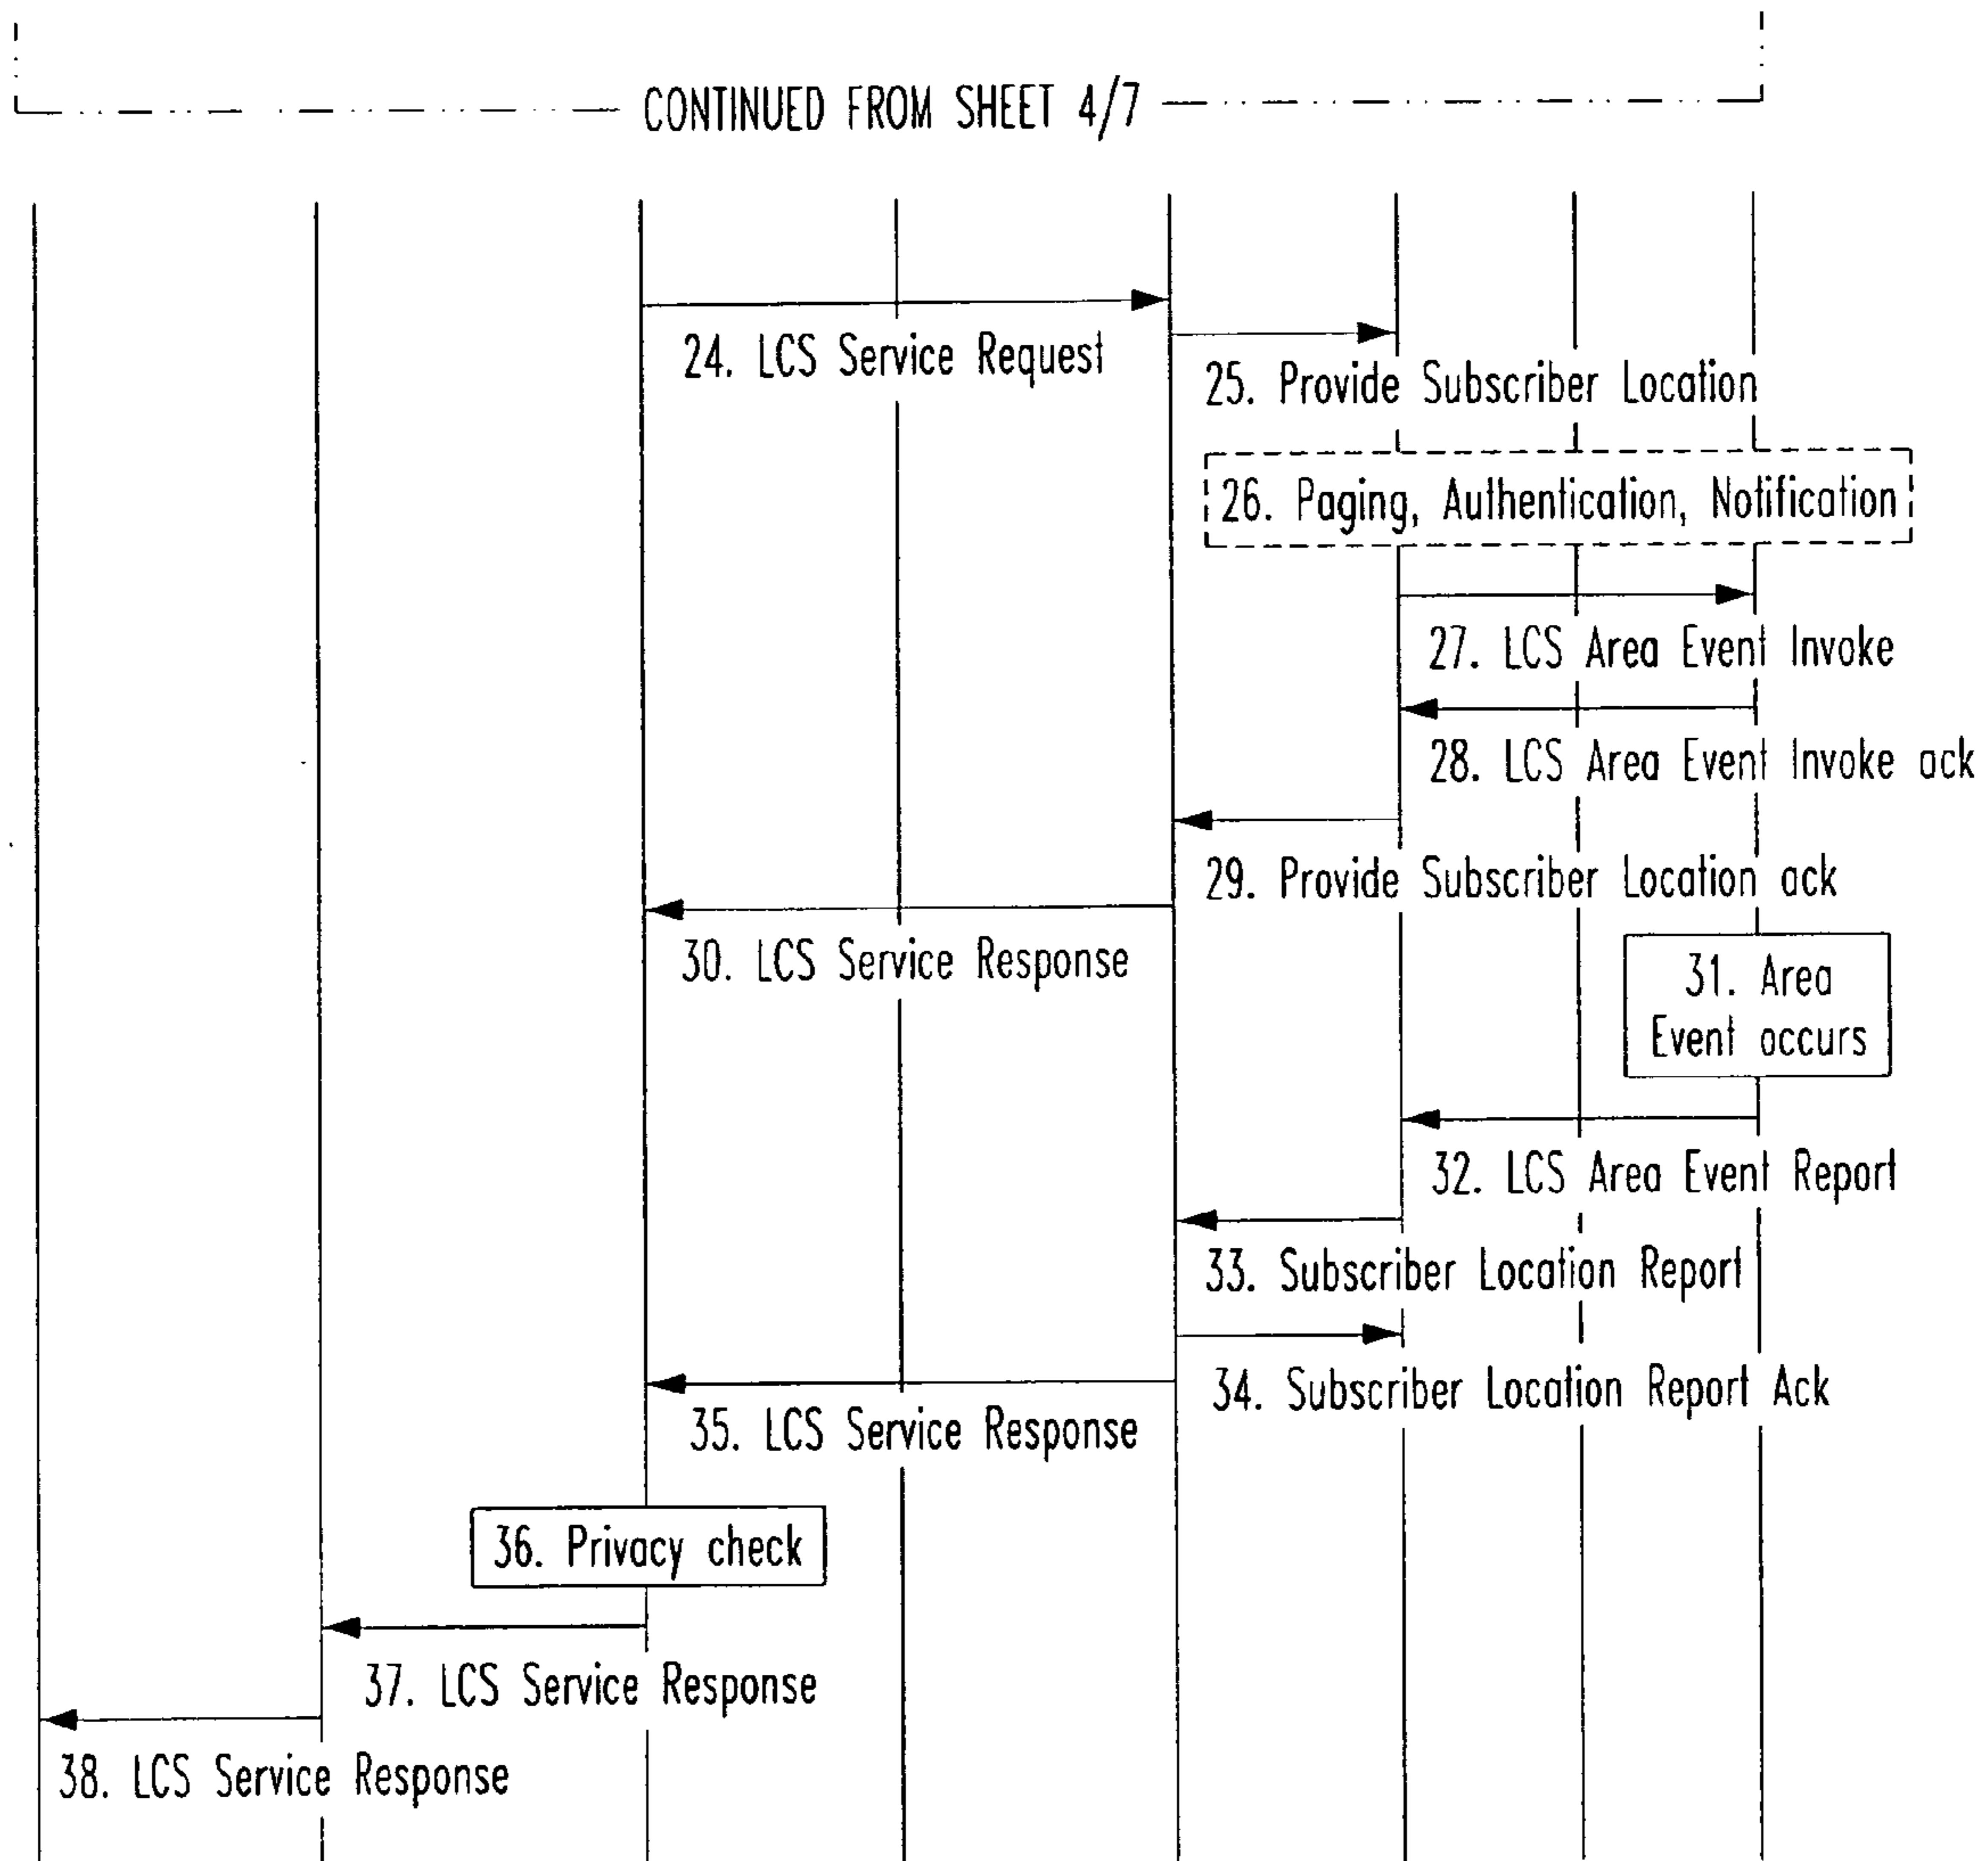 CONTINUED FROM SHEET 4/7
24. LCS Service Request
25. Provide Subscriber Location
26. Paging, Authentication, Notification
27. LCS Area Event Invoke
28. LCS Area Event Invoke ack
29. Provide Subscriber Location ack
30. LCS Service Response
31. Area
Event occurs
32. LCS Area Event Report
33. Subscriber Location Report
34. Subscriber Location Report Ack
35. LCS Service Response
36. Privacy check
37. LCS Service Response
38. LCS Service Response